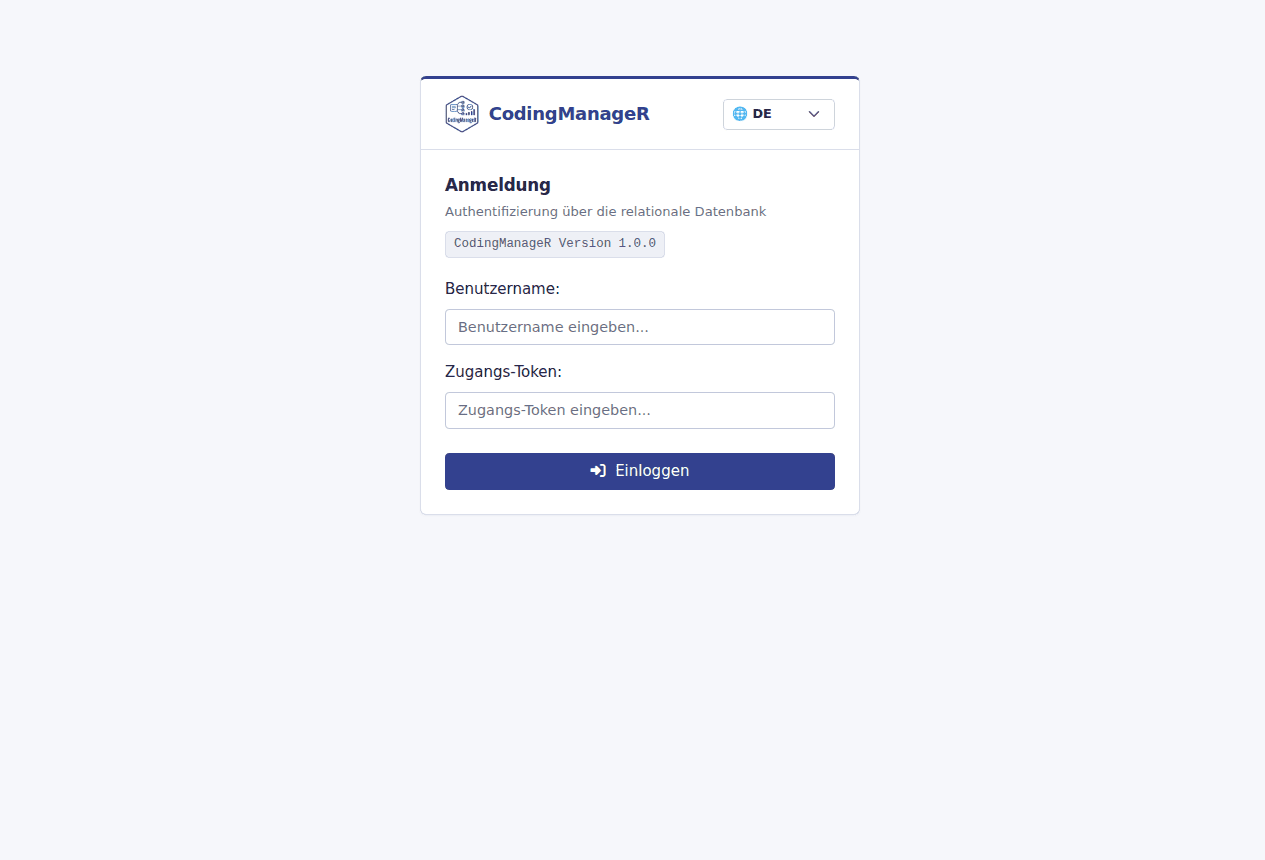 CodingManageR
CodingManageR
DE
Anmeldung
Authentifizierung über die relationale Datenbank
CodingManageR Version 1.0.0
Benutzername:
Benutzername eingeben...
Zugangs-Token:
Zugangs-Token eingeben...
Einloggen